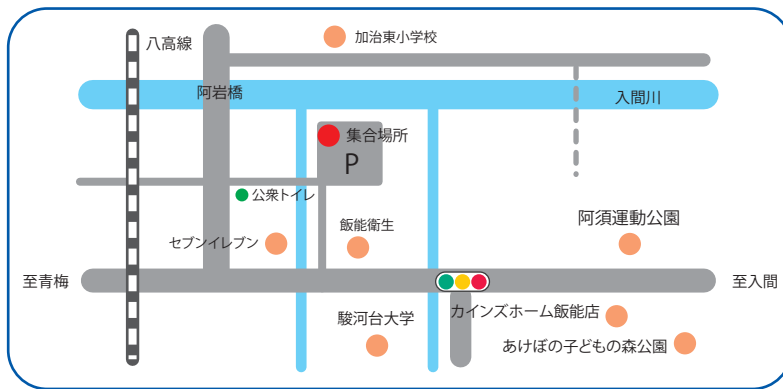 加治東小学校
八高線
阿岩橋
入間川
集合場所
P
公衆トイレ
飯能衛生
阿須運動公園
セブンイレブン
至青梅
至入間
カインズホーム飯能店
駿河台大学
あけぼの子どもの森公園